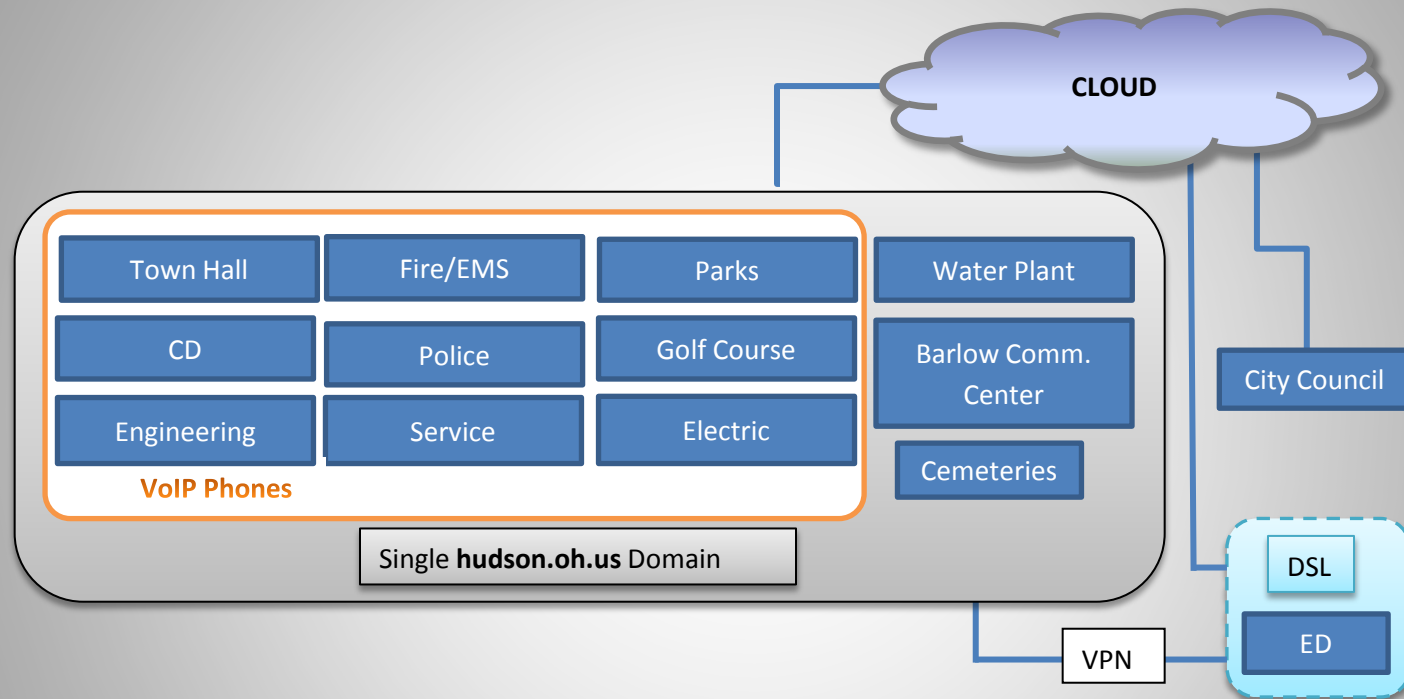 CLOUD
Town Hall
Fire/EMS
Parks
Water Plant
CD
Police
Golf Course
Barlow Comm.
Center
City Council
Engineering
Service
Electric
Cemeteries
VoIP Phones
Single hudson.oh.us Domain
DSL
ED
VPN